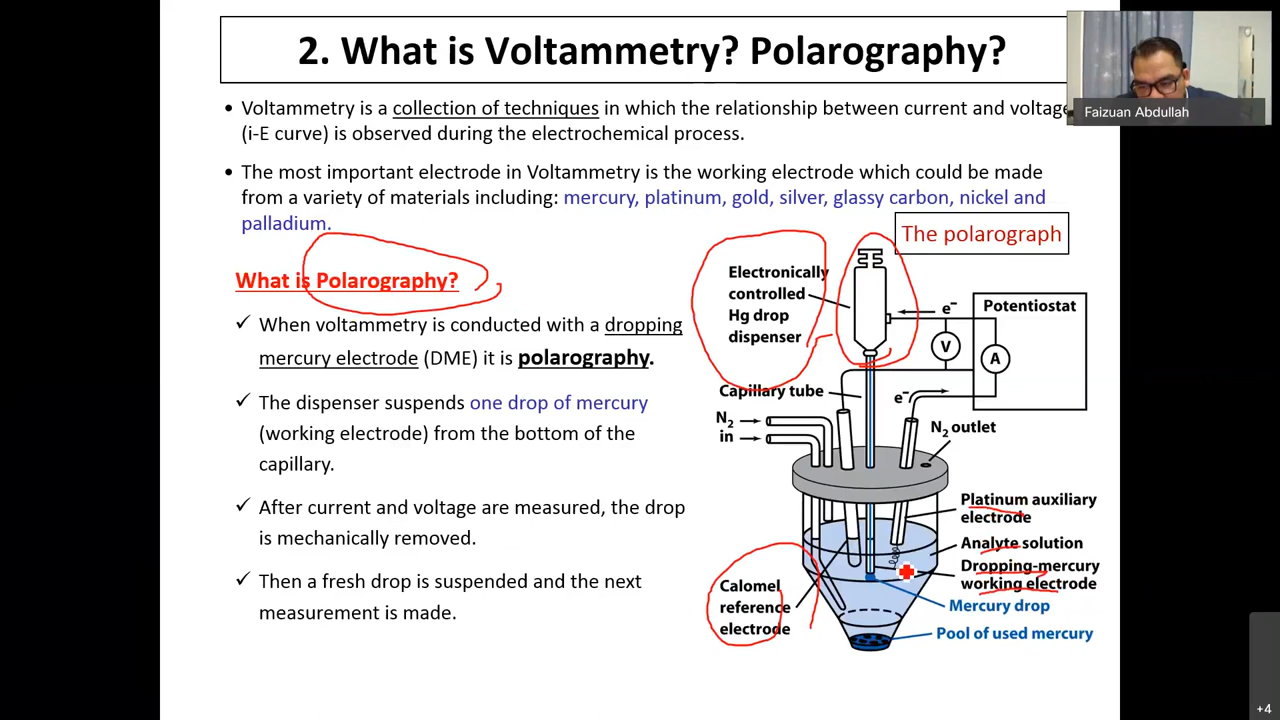 2. What is Voltammetry? Polarography?
Faizuan Abdullah
• Voltammetry is a collection of techniques in which the relationship between current and voltage
(i-E curve) is observed during the electrochemical process.
• The most important electrode in Voltammetry is the working electrode which could be made
from a variety of materials including: mercury, platinum, gold, silver, glassy carbon, nickel and
palladium.
What is Polarography?
✓ When voltammetry is conducted with a dropping
mercury electrode (DME) it is polarography.
✓ The dispenser suspends one drop of mercury
(working electrode) from the bottom of the
capillary.
✓ After current and voltage are measured, the drop
is mechanically removed.
✓ Then a fresh drop is suspended and the next
measurement is made.
The polarograph
Electronically
controlled
Hg drop
dispenser
e⁻
Potentiostat
V
A
Capillary tube
e⁻
N₂
in
N₂ outlet
Platinum auxiliary
electrode
Analyte solution
Dropping-mercury
working electrode
Calomel
reference
electrode
Mercury drop
Pool of used mercury
+4